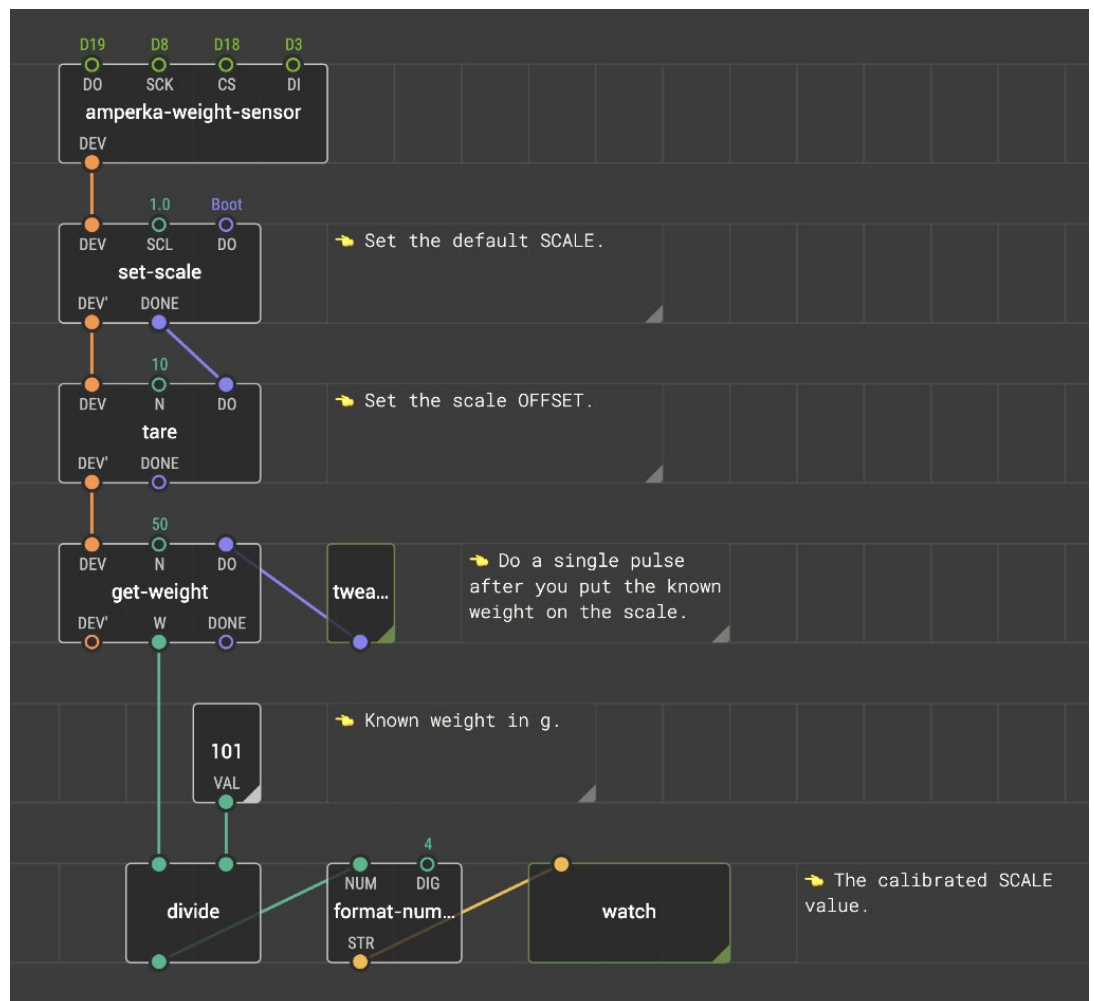 D19 D8 D18 D3
DO SCK CS DI
amperka-weight-sensor
DEV
1.0 Boot
DEV SCL DO
set-scale
DEV' DONE
👈 Set the default SCALE.
10
DEV N DO
tare
DEV' DONE
👈 Set the scale OFFSET.
50
DEV N DO
get-weight
DEV' W DONE
twea...
👈 Do a single pulse
after you put the known
weight on the scale.
101
VAL
👈 Known weight in g.
divide
4
NUM DIG
format-num...
STR
watch
👈 The calibrated SCALE
value.